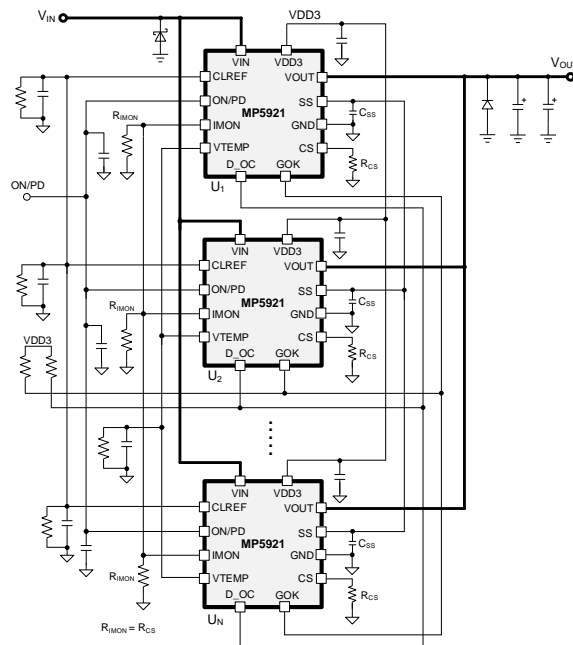 VIN
VDD3
VOUT
VIN
VDD3
CLREF
VOUT
ON/PD
MP5921
SS
RIMON
IMON
GND
CSS
VTEMP
CS
D_OC
GOK
RCS
ON/PD
U1
VIN
VDD3
CLREF
VOUT
ON/PD
MP5921
SS
RIMON
IMON
GND
CSS
VDD3
VTEMP
CS
D_OC
GOK
RCS
U2
VIN
VDD3
CLREF
VOUT
ON/PD
MP5921
SS
IMON
GND
CSS
RIMON
VTEMP
CS
D_OC
GOK
RCS
UN
RIMON = RCS